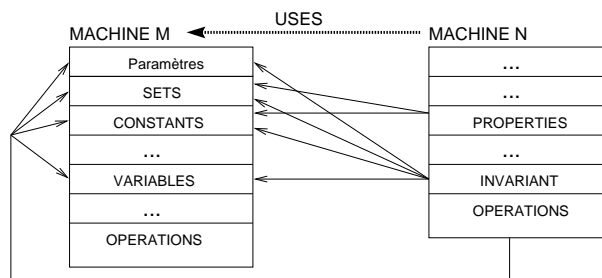 USES
MACHINE M
Paramètres
SETS
CONSTANTS
...
VARIABLES
...
OPERATIONS
MACHINE N
...
...
PROPERTIES
...
INVARIANT
OPERATIONS